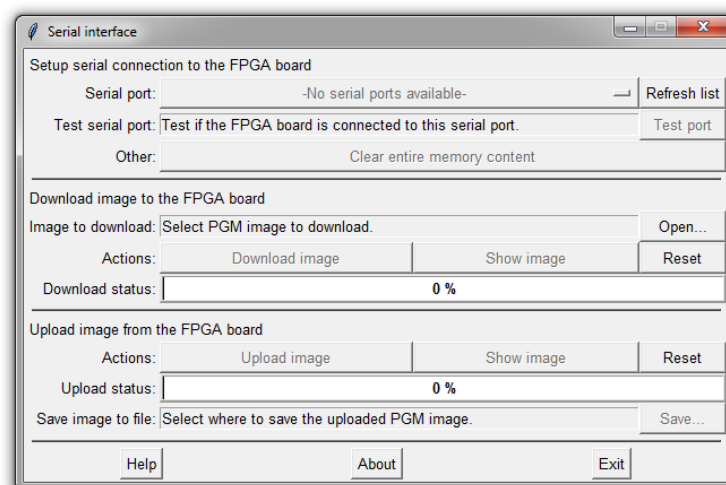 Serial interface
Setup serial connection to the FPGA board
Serial port: -No serial ports available- Refresh list
Test serial port: Test if the FPGA board is connected to this serial port. Test port
Other: Clear entire memory content
Download image to the FPGA board
Image to download: Select PGM image to download. Open...
Actions: Download image Show image Reset
Download status: 0 %
Upload image from the FPGA board
Actions: Upload image Show image Reset
Upload status: 0 %
Save image to file: Select where to save the uploaded PGM image. Save...
Help About Exit